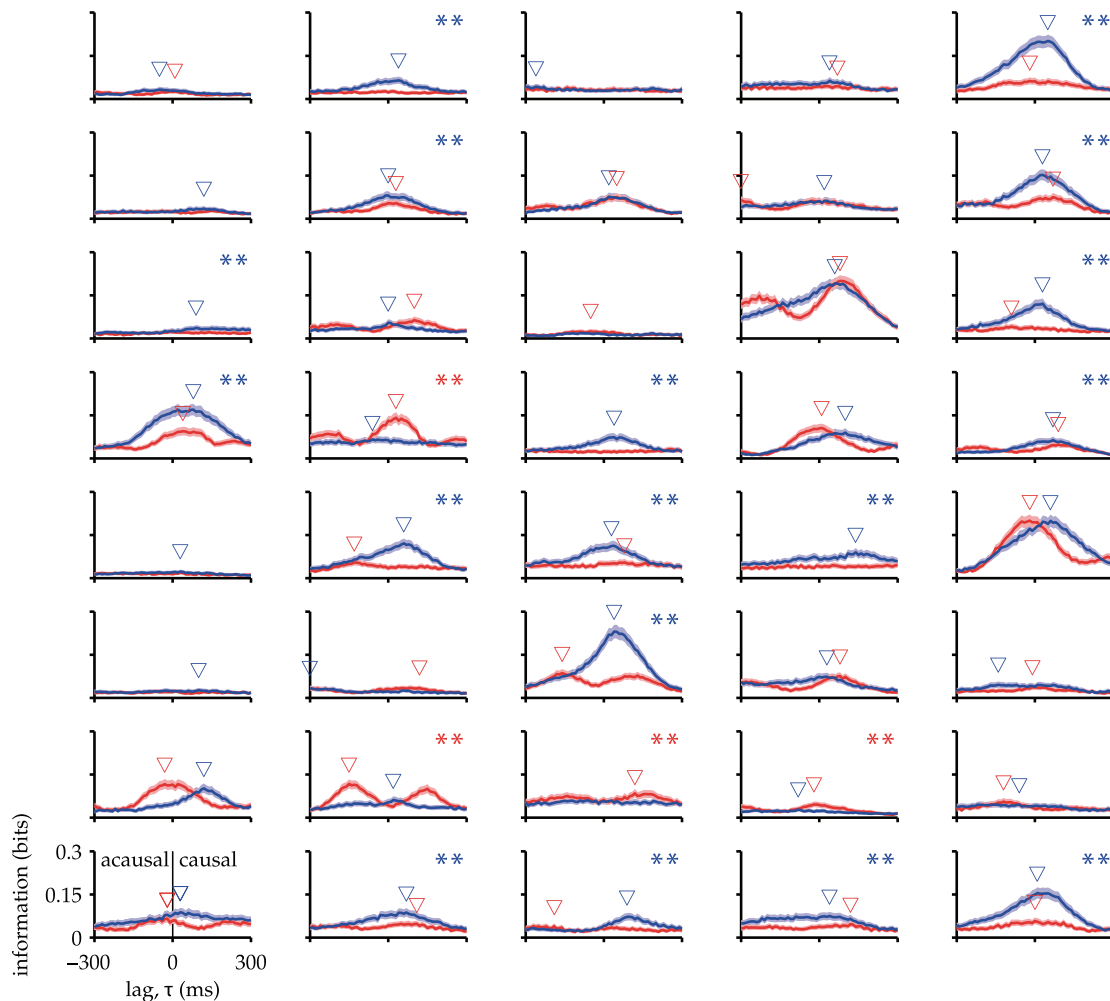 ** **
** **
** **
** ** ** **
** ** **
**
** ** **
information (bits)
acausal causal
** ** ** **
0.3
0.15
0
−300 0 300
lag, τ (ms)